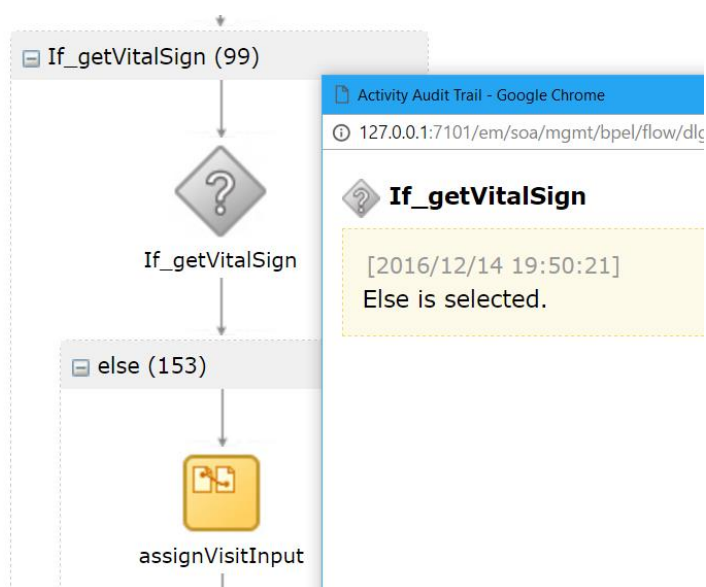 If_getVitalSign (99)
If_getVitalSign
else (153)
assignVisitInput
Activity Audit Trail - Google Chrome
127.0.0.1:7101/em/soa/mgmt/bpel/flow/dlg
If_getVitalSign
[2016/12/14 19:50:21]
Else is selected.